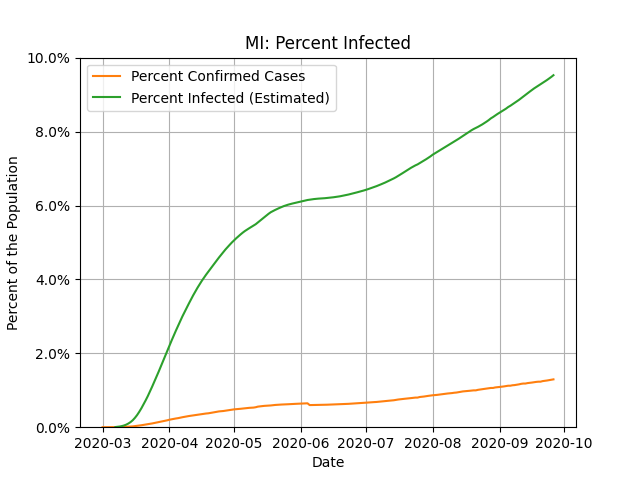 MI: Percent Infected
Percent Confirmed Cases
Percent Infected (Estimated)
Percent of the Population
10.0%
8.0%
6.0%
4.0%
2.0%
0.0%
2020-03 2020-04 2020-05 2020-06 2020-07 2020-08 2020-09 2020-10
Date